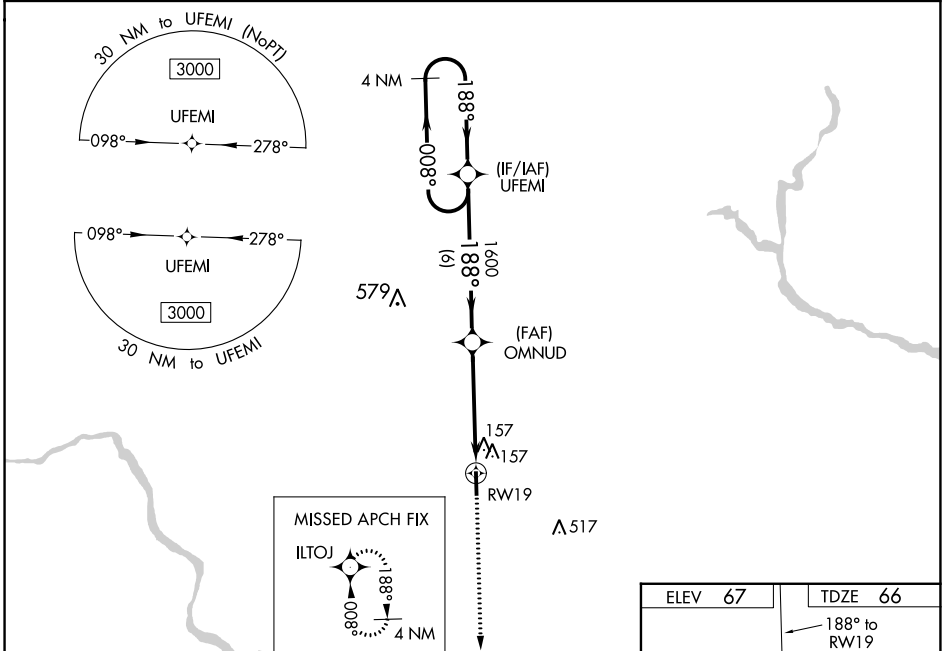 30 NM to UFEMI (NoPT)
3000
UFEMI
098°
278°
098°
278°
UFEMI
3000
30 NM to UFEMI
4 NM
188°
008°
(IF/IAF)
UFEMI
1600
188°
(6)
579
(FAF)
OMNUD
157
157
RW19
517
MISSED APCH FIX
ILTOJ
188°
008°
4 NM
ELEV 67
TDZE 66
188° to
RW19